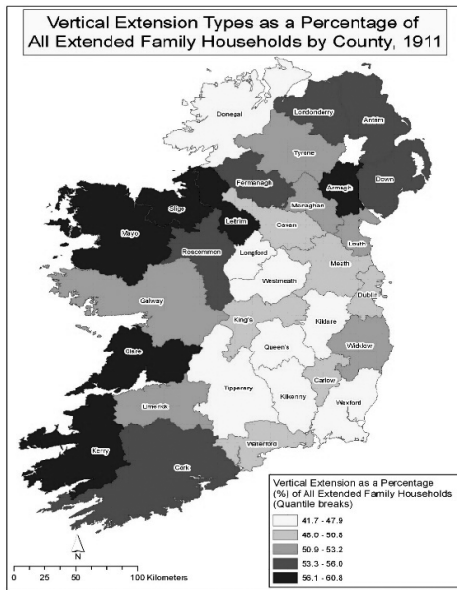 Vertical Extension Types as a Percentage of
All Extended Family Households by County, 1911
Donegal
Londonderry
Antrim
Tyrone
Fermanagh
Armagh
Down
Monaghan
Sligo
Leitrim
Cavan
Louth
Mayo
Roscommon
Longford
Meath
Westmeath
Galway
Dublin
King's
Kildare
Queen's
Wicklow
Clare
Carlow
Tipperary
Limerick
Kilkenny
Wexford
Waterford
Kerry
Cork
N
0 25 50 100 Kilometers
Vertical Extension as a Percentage
(%) of All Extended Family Households
(Quantile breaks)
41.7 - 47.9
48.0 - 50.8
50.9 - 53.2
53.3 - 56.0
56.1 - 60.8